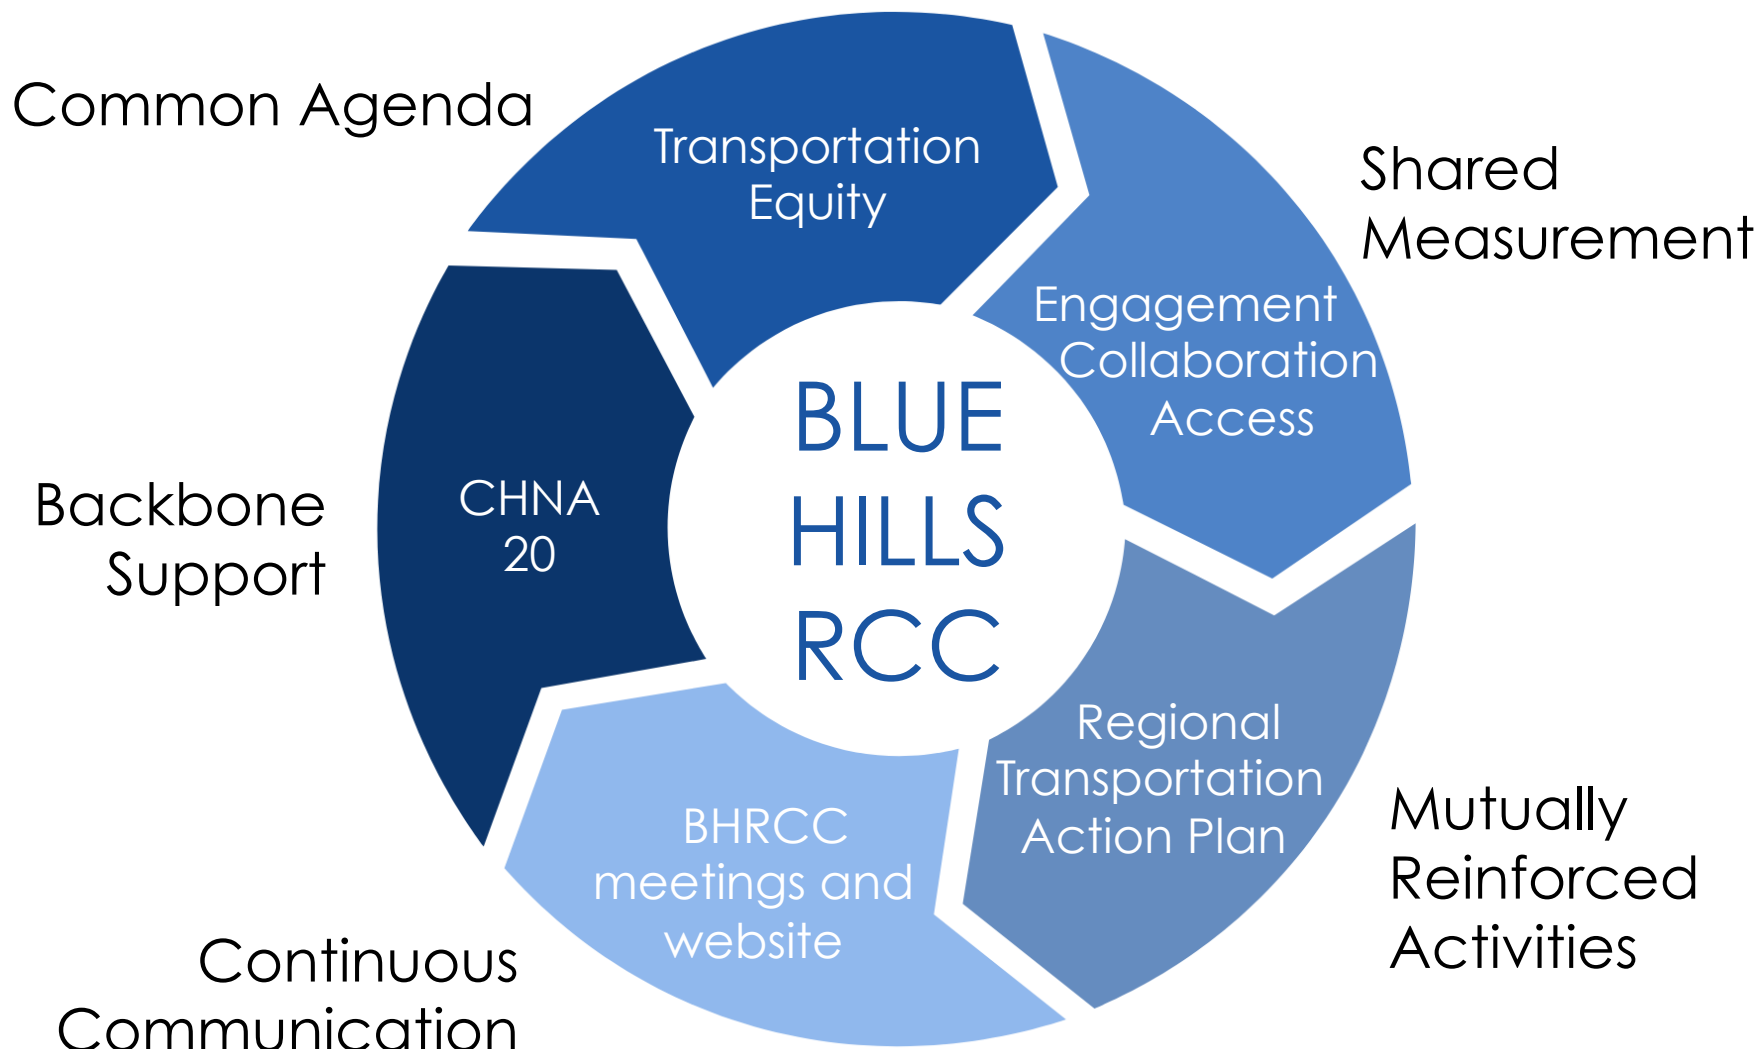 Common Agenda
Transportation
Equity
Shared
Measurement
Engagement
Collaboration
Access
BLUE
HILLS
RCC
Backbone
Support
CHNA
20
Regional
Transportation
Action Plan
Mutually
Reinforced
Activities
BHRCC
meetings and
website
Continuous
Communication